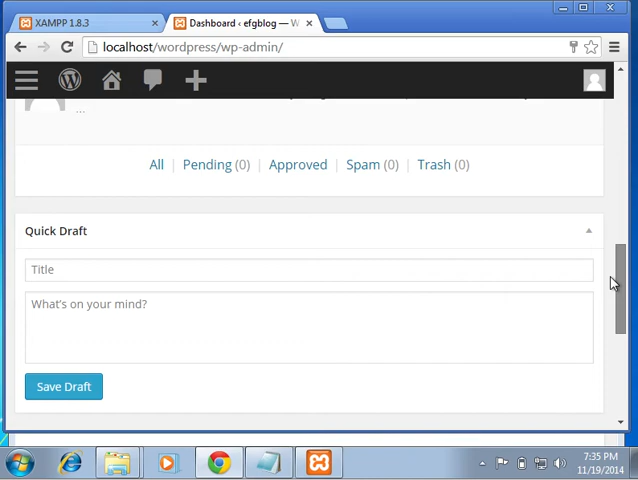 XAMPP 1.8.3
Dashboard ‹ efgblog — W
localhost/wordpress/wp-admin/
...
All | Pending (0) | Approved | Spam (0) | Trash (0)
Quick Draft
Title
What's on your mind?
Save Draft
7:35 PM
11/19/2014